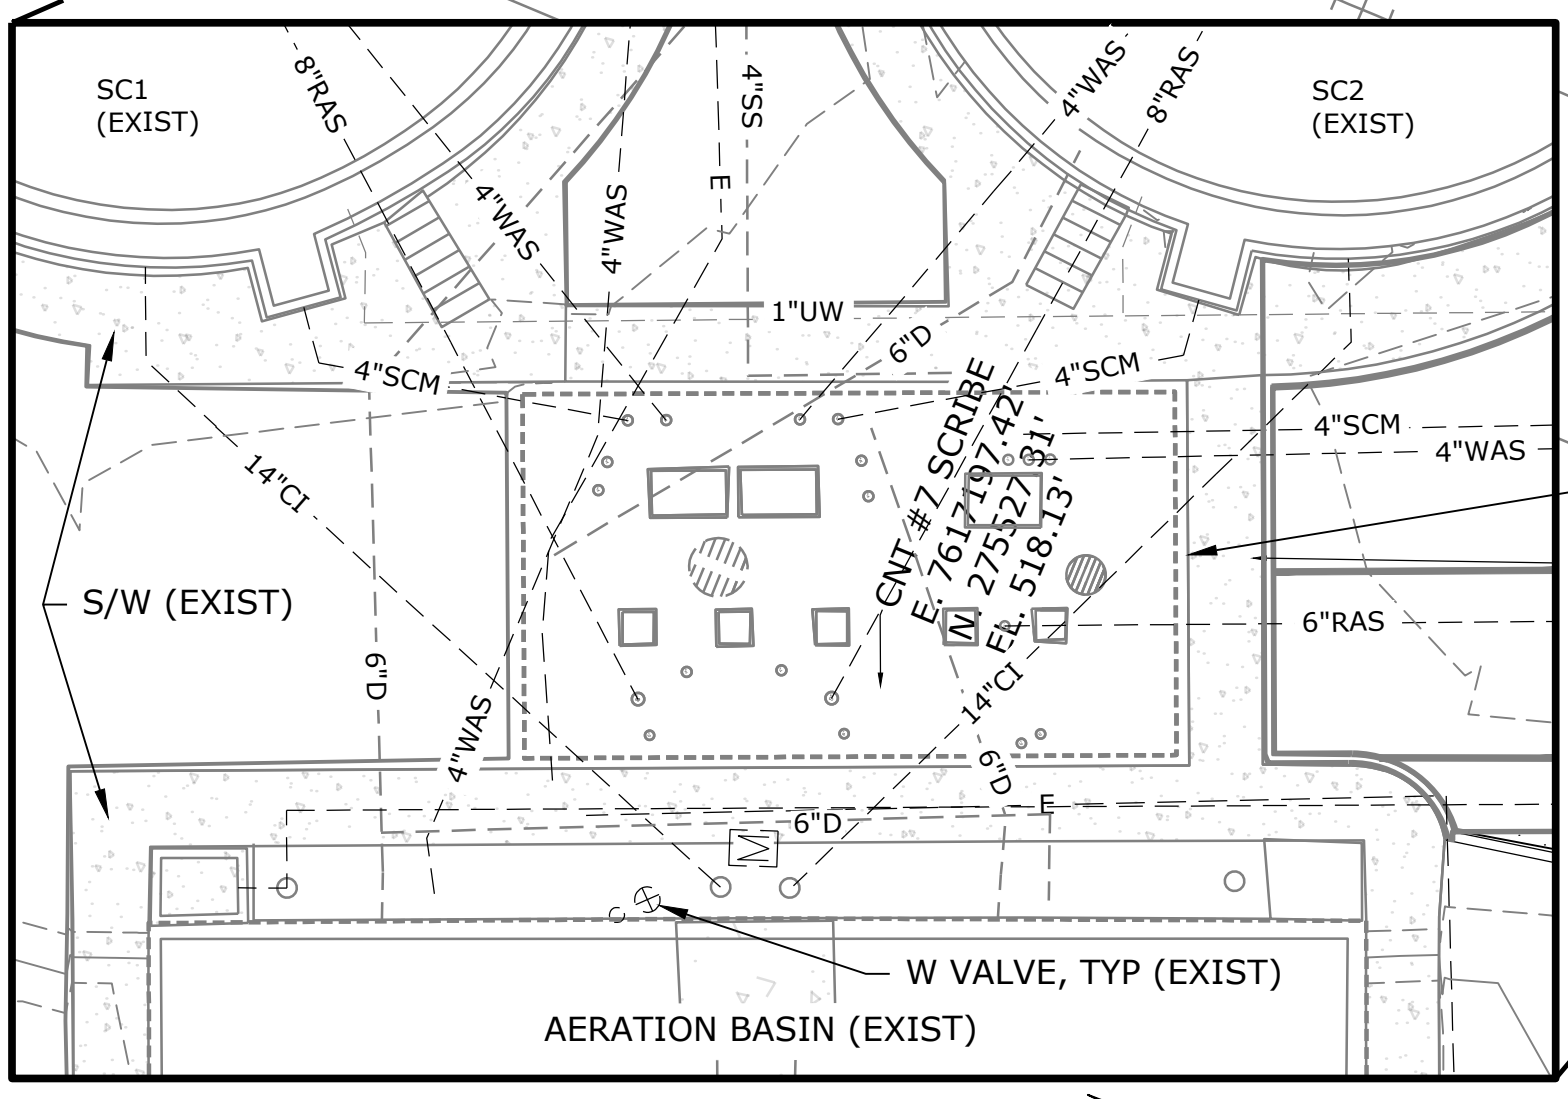 SC1
(EXIST)
8"RAS
4"WAS
4"WAS
E
4"SS
4"WAS
8"RAS
SC2
(EXIST)
1"UW
6"D
4"SCM
4"SCM
CNT #7 SCRIBE
E. 7617197.42'
EL. 518.13'
4"SCM
4"WAS
14"CI
S/W (EXIST)
6"RAS
6"D
4"WAS
14"CI
6"D
E
6"D
M
C
W VALVE, TYP (EXIST)
AERATION BASIN (EXIST)